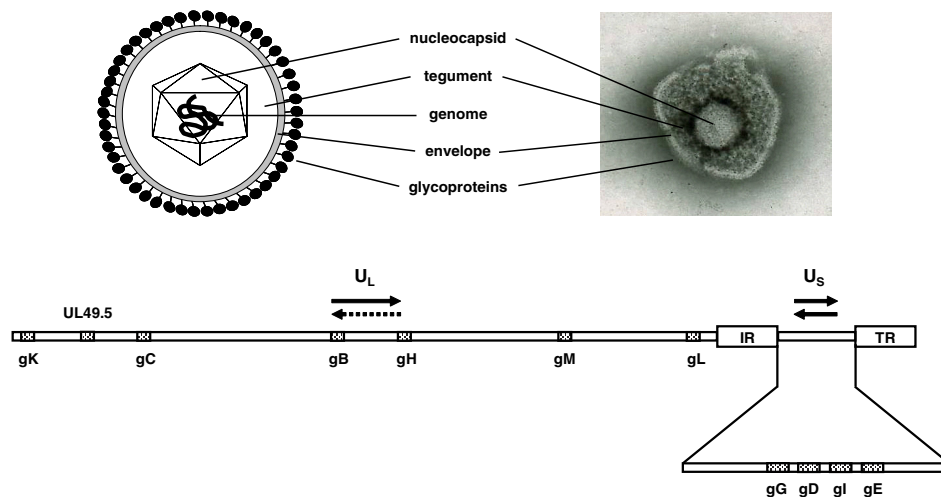 nucleocapsid
tegument
genome
envelope
glycoproteins
UL US
UL49.5
IR TR
gK gC gB gH gM gL
gG gD gI gE